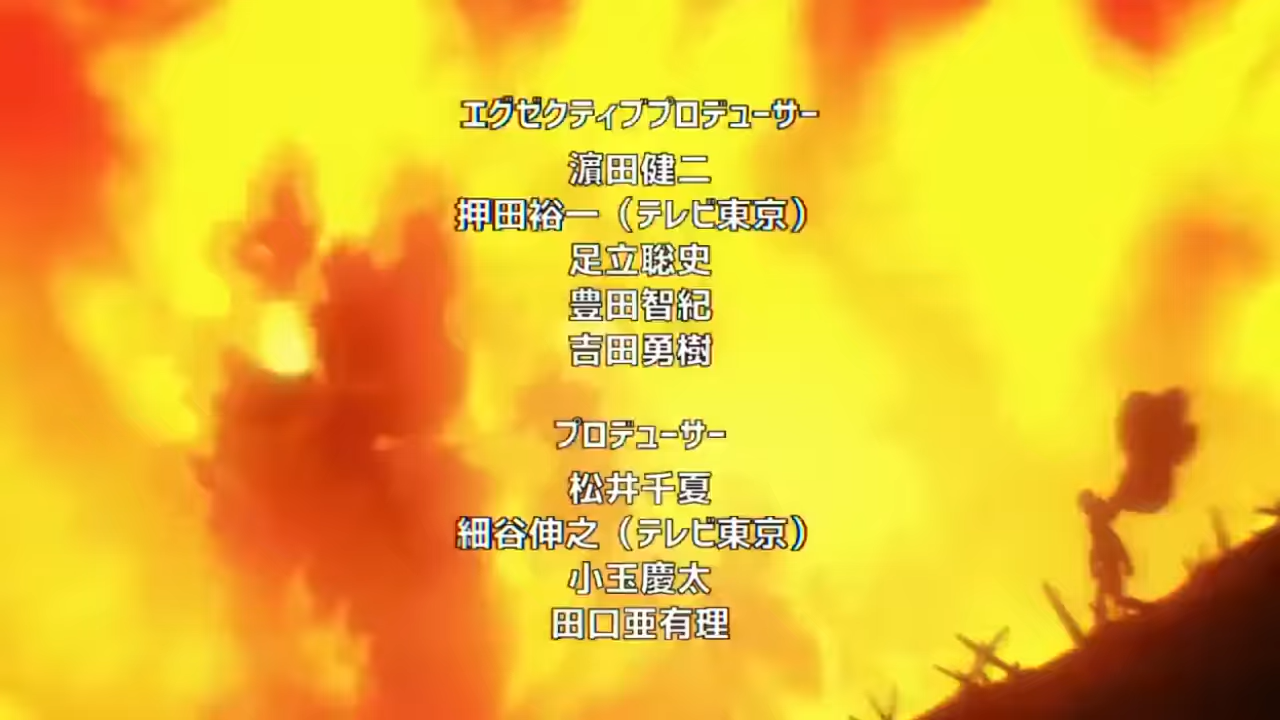 エグゼクティブプロデューサー
濵田健二
押田裕一（テレビ東京）
足立聡史
豊田智紀
吉田勇樹
プロデューサー
松井千夏
細谷伸之（テレビ東京）
小玉慶太
田口亜有理